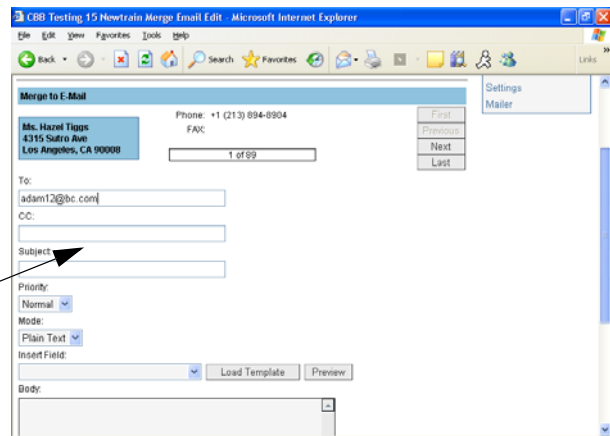 CBB Testing 15 Newtrain Merge Email Edit - Microsoft Internet Explorer
File Edit View Favorites Tools Help
Back Search Favorites Links
Merge to E-Mail
Settings
Mailer
Ms. Hazel Tiggs
4315 Sutro Ave
Los Angeles, CA 90008
Phone: +1 (213) 894-8904
FAX:
1 of 99
First
Previous
Next
Last
To:
adam12@bc.com
CC:
Subject
Priority:
Normal
Mode:
Plain Text
Insert Field:
Load Template Preview
Body: